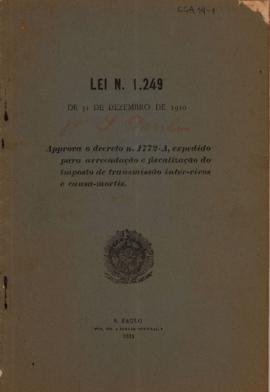 LEI N. 1.249
DE 31 DE DEZEMBRO DE 1910
Approva o decreto n. 1772-A, expedido
para arrecadação e fiscalização do
imposto de transmissão inter-vivos
e causa-mortis.
S. PAULO